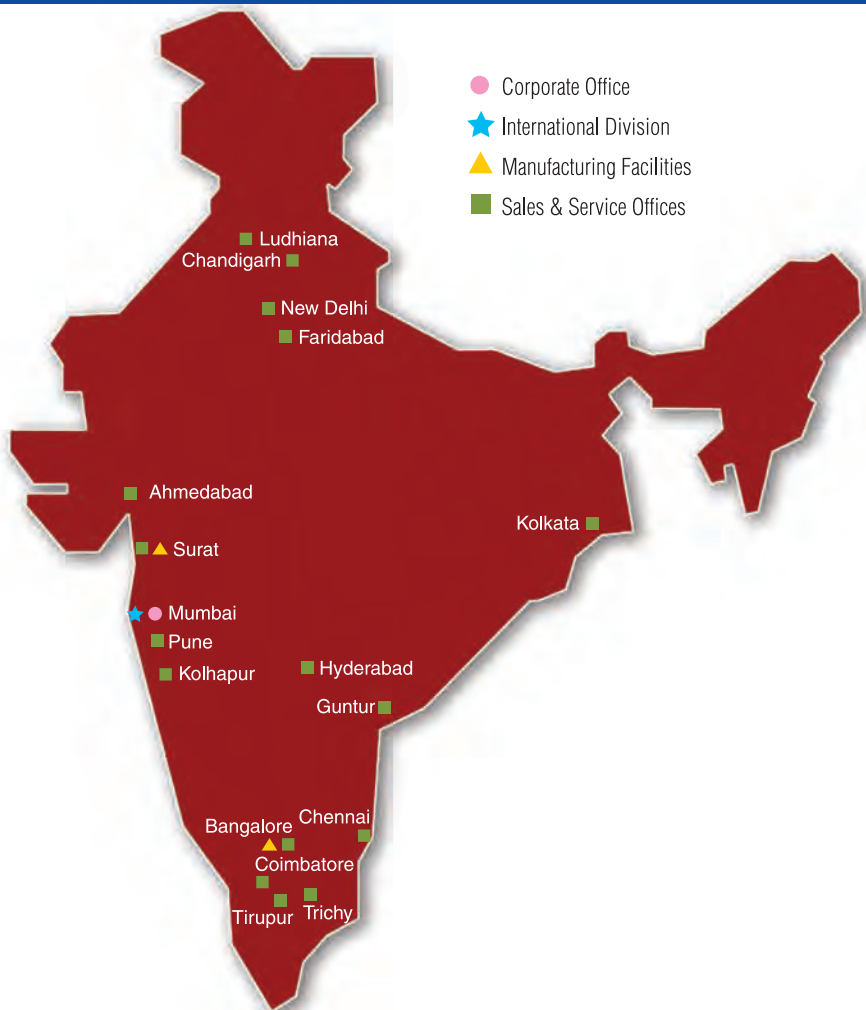 Corporate Office
International Division
Manufacturing Facilities
Sales & Service Offices
Ludhiana
Chandigarh
New Delhi
Faridabad
Ahmedabad
Kolkata
Surat
Mumbai
Pune
Hyderabad
Kolhapur
Guntur
Chennai
Bangalore
Coimbatore
Trichy
Tirupur